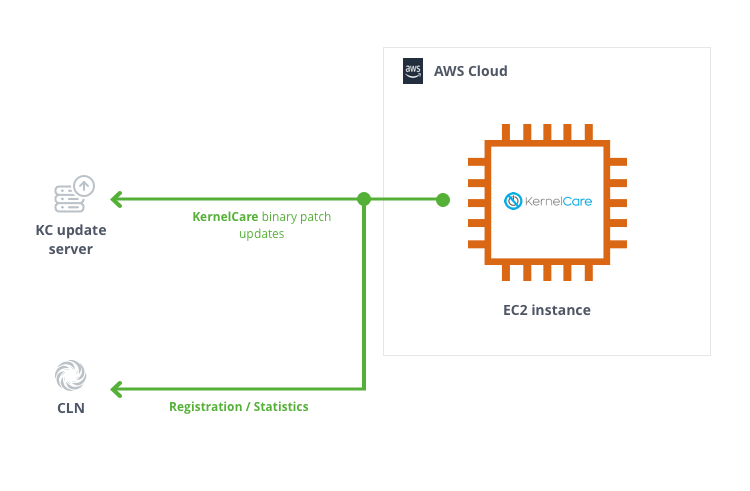 aws
AWS Cloud
KernelCare
KernelCare binary patch
updates
KC update
server
EC2 instance
Registration / Statistics
CLN